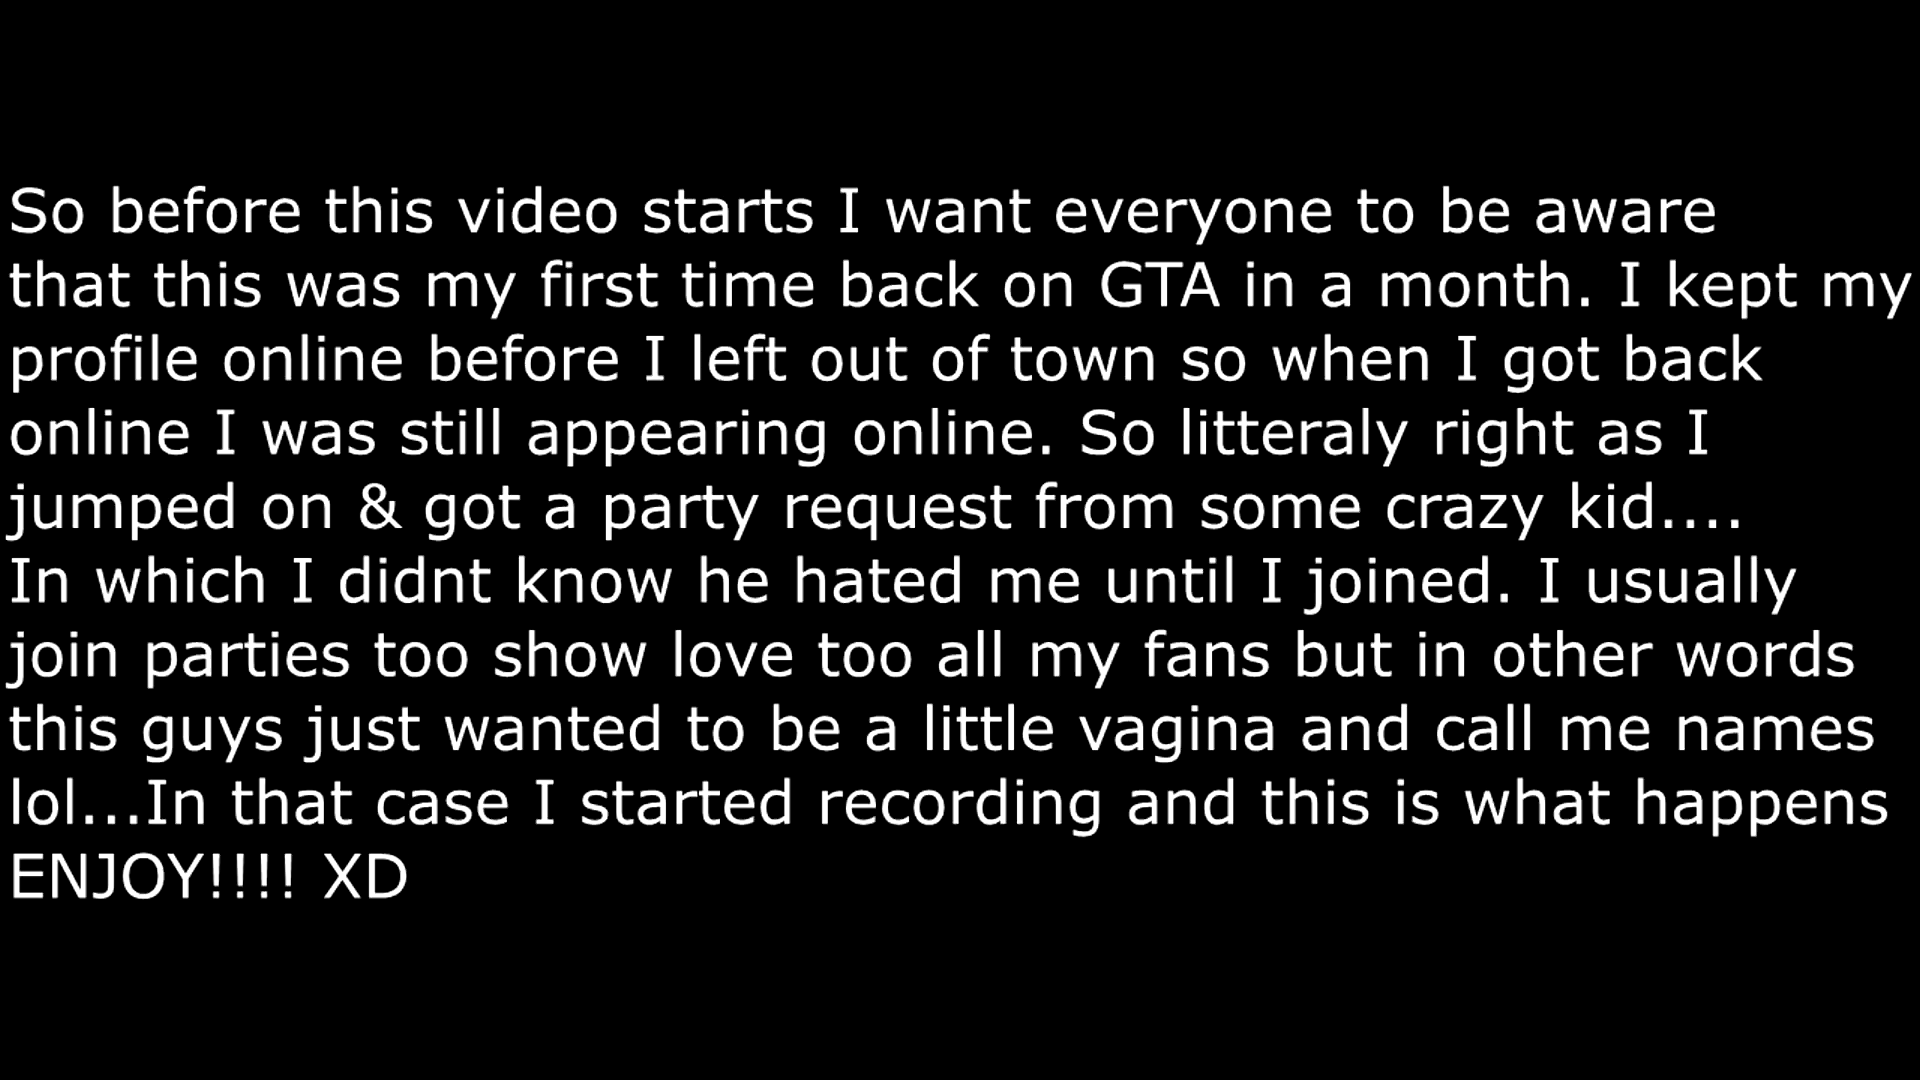 So before this video starts I want everyone to be aware
that this was my first time back on GTA in a month. I kept my
profile online before I left out of town so when I got back
online I was still appearing online. So litteraly right as I
jumped on & got a party request from some crazy kid....
In which I didnt know he hated me until I joined. I usually
join parties too show love too all my fans but in other words
this guys just wanted to be a little vagina and call me names
lol...In that case I started recording and this is what happens
ENJOY!!!! XD